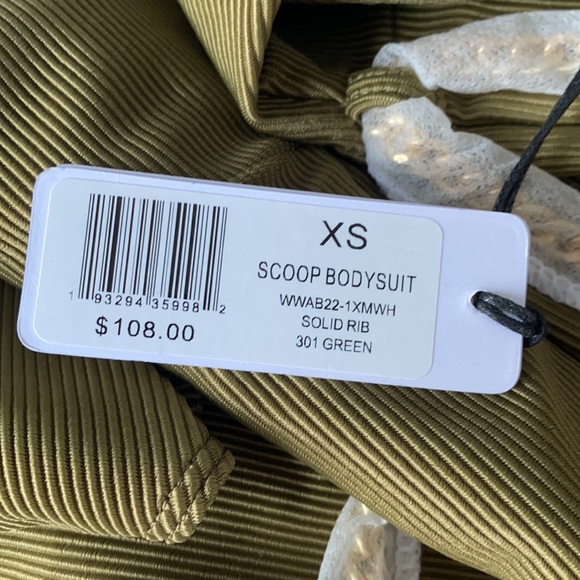 XS
SCOOP BODYSUIT
WWAB22-1XMWH
SOLID RIB
301 GREEN
1 93294 35998 2
$108.00